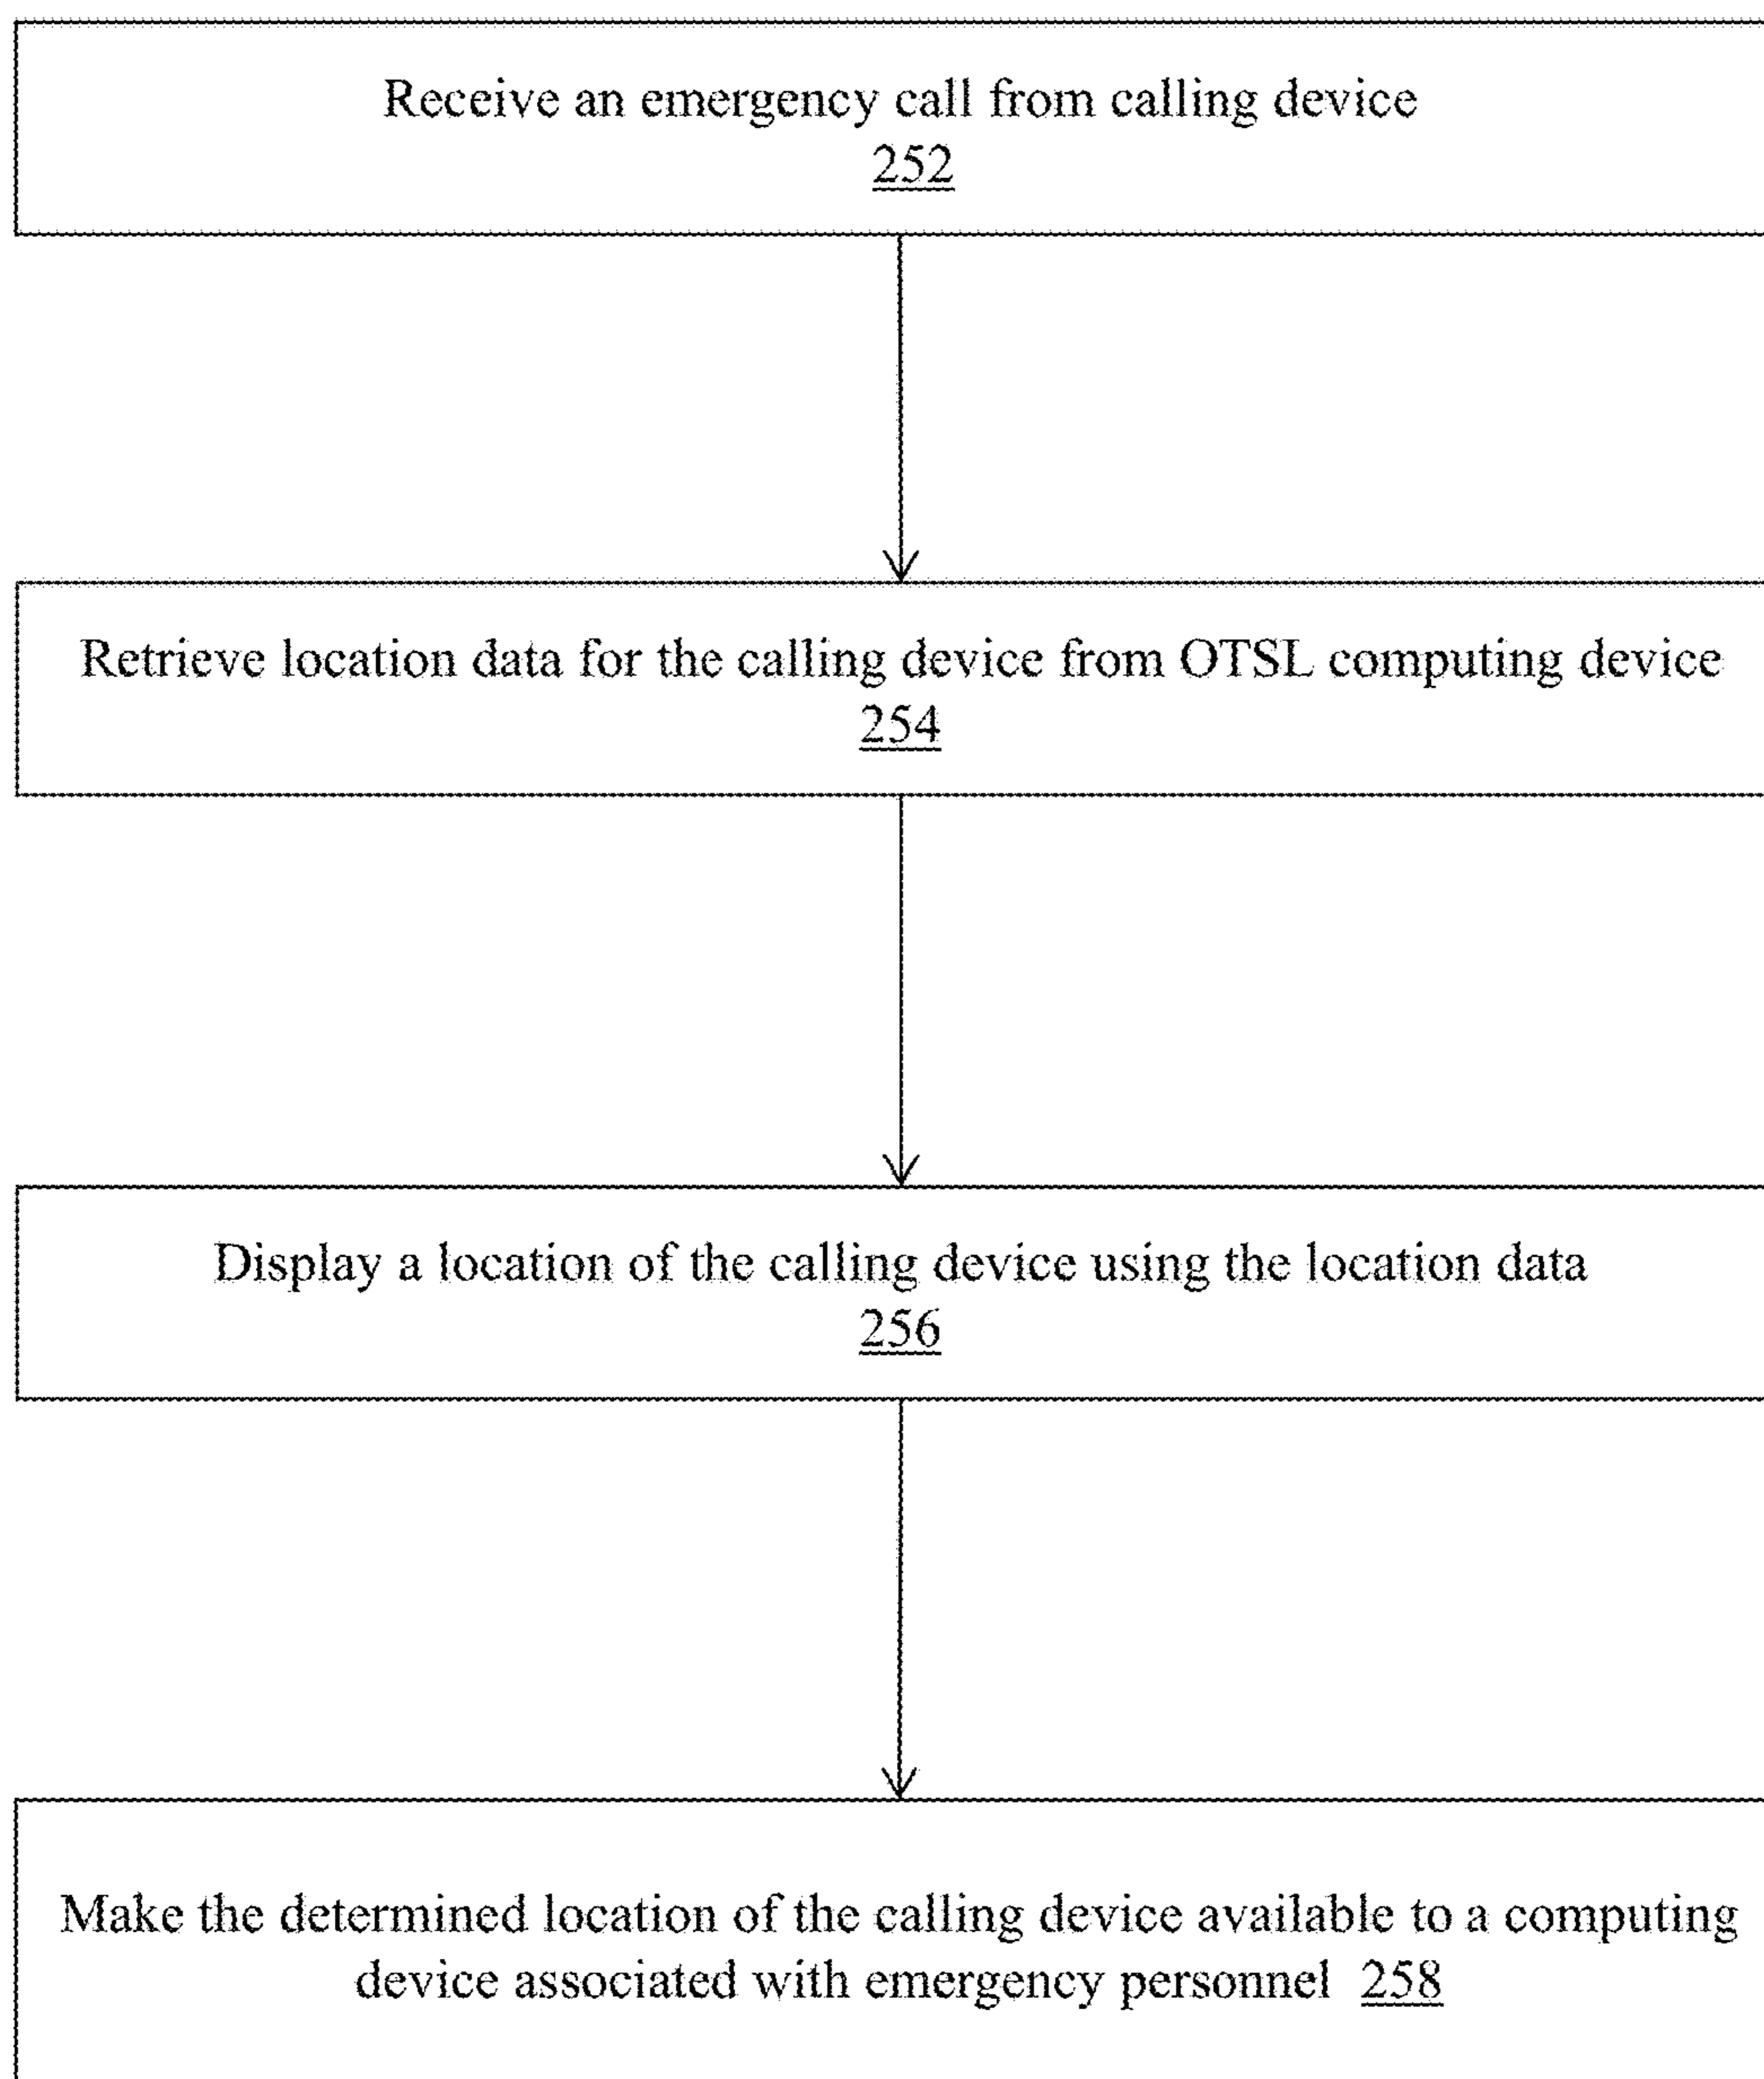 Receive an emergency call from calling device
252
Retrieve location data for the calling device from OTSL computing device
254
Display a location of the calling device using the location data
256
Make the determined location of the calling device available to a computing
device associated with emergency personnel 258